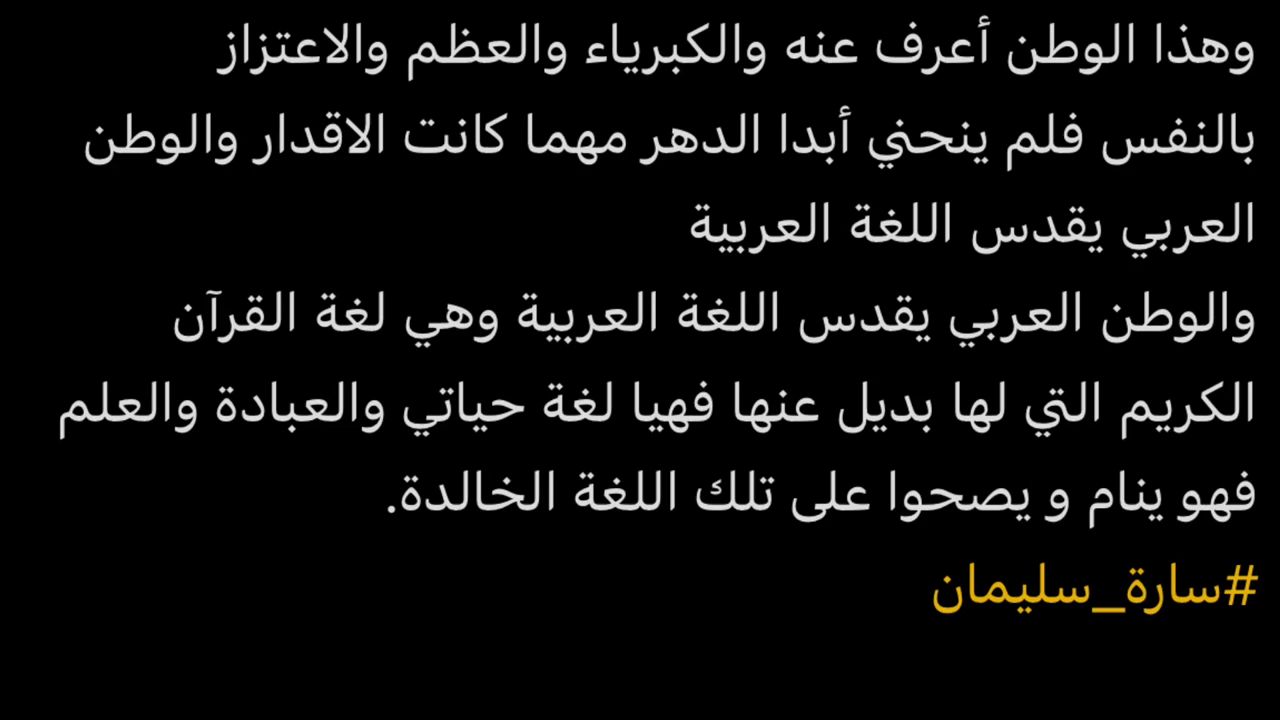 وهذا الوطن أعرف عنه والكبرياء والعظم والاعتزاز
بالنفس فلم ينحني أبدا الدهر مهما كانت الاقدار والوطن
العربي يقدس اللغة العربية
والوطن العربي يقدس اللغة العربية وهي لغة القرآن
الكريم التي لها بديل عنها فهيا لغة حياتي والعبادة والعلم
فهو ينام و يصحوا على تلك اللغة الخالدة.
#سارة_سليمان